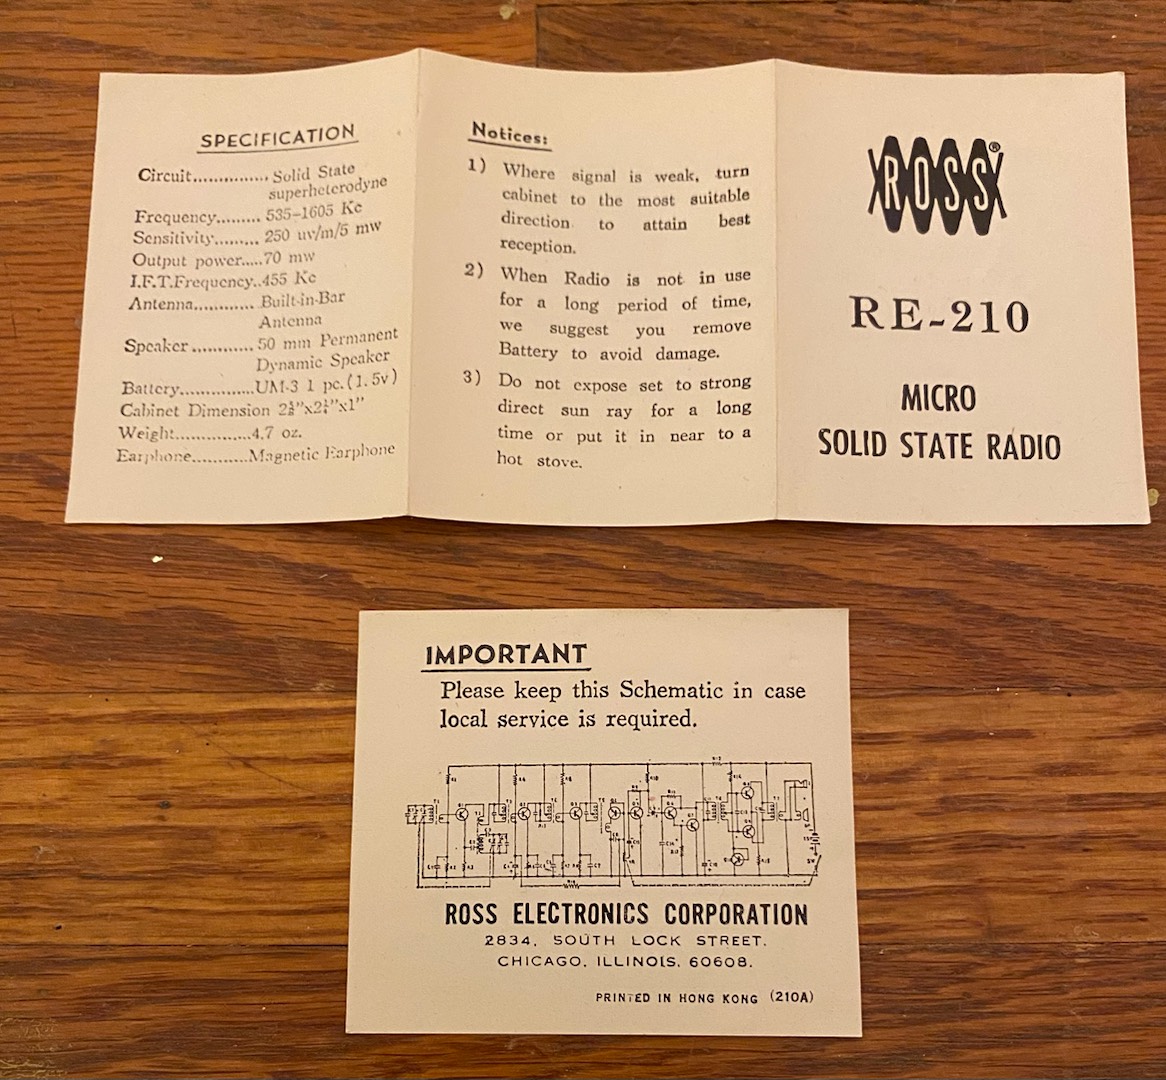 SPECIFICATION
Circuit.............. Solid State
superheterodyne
Frequency......... 535-1605 Kc
Sensitivity......... 250 uv/m/5 mw
Output power.....70 mw
I.F.T.Frequency..455 Kc
Antenna............ Built-in-Bar
Antenna
Speaker ............ 50 mm Permanent
Dynamic Speaker
Battery...............UM-3 1 pc.(1.5v)
Cabinet Dimension
Weight...............4.7 oz.
Earphone...........Magnetic Earphone
Notices:
1) Where signal is weak, turn
cabinet to the most suitable
direction to attain best
reception.
2) When Radio is not in use
for a long period of time,
we suggest you remove
Battery to avoid damage.
3) Do not expose set to strong
direct sun ray for a long
time or put it in near to a
hot stove.
ROSS®
RE-210
MICRO
SOLID STATE RADIO
IMPORTANT
Please keep this Schematic in case
local service is required.
ROSS ELECTRONICS CORPORATION
2834, SOUTH LOCK STREET.
CHICAGO, ILLINOIS, 60608.
PRINTED IN HONG KONG (210A)